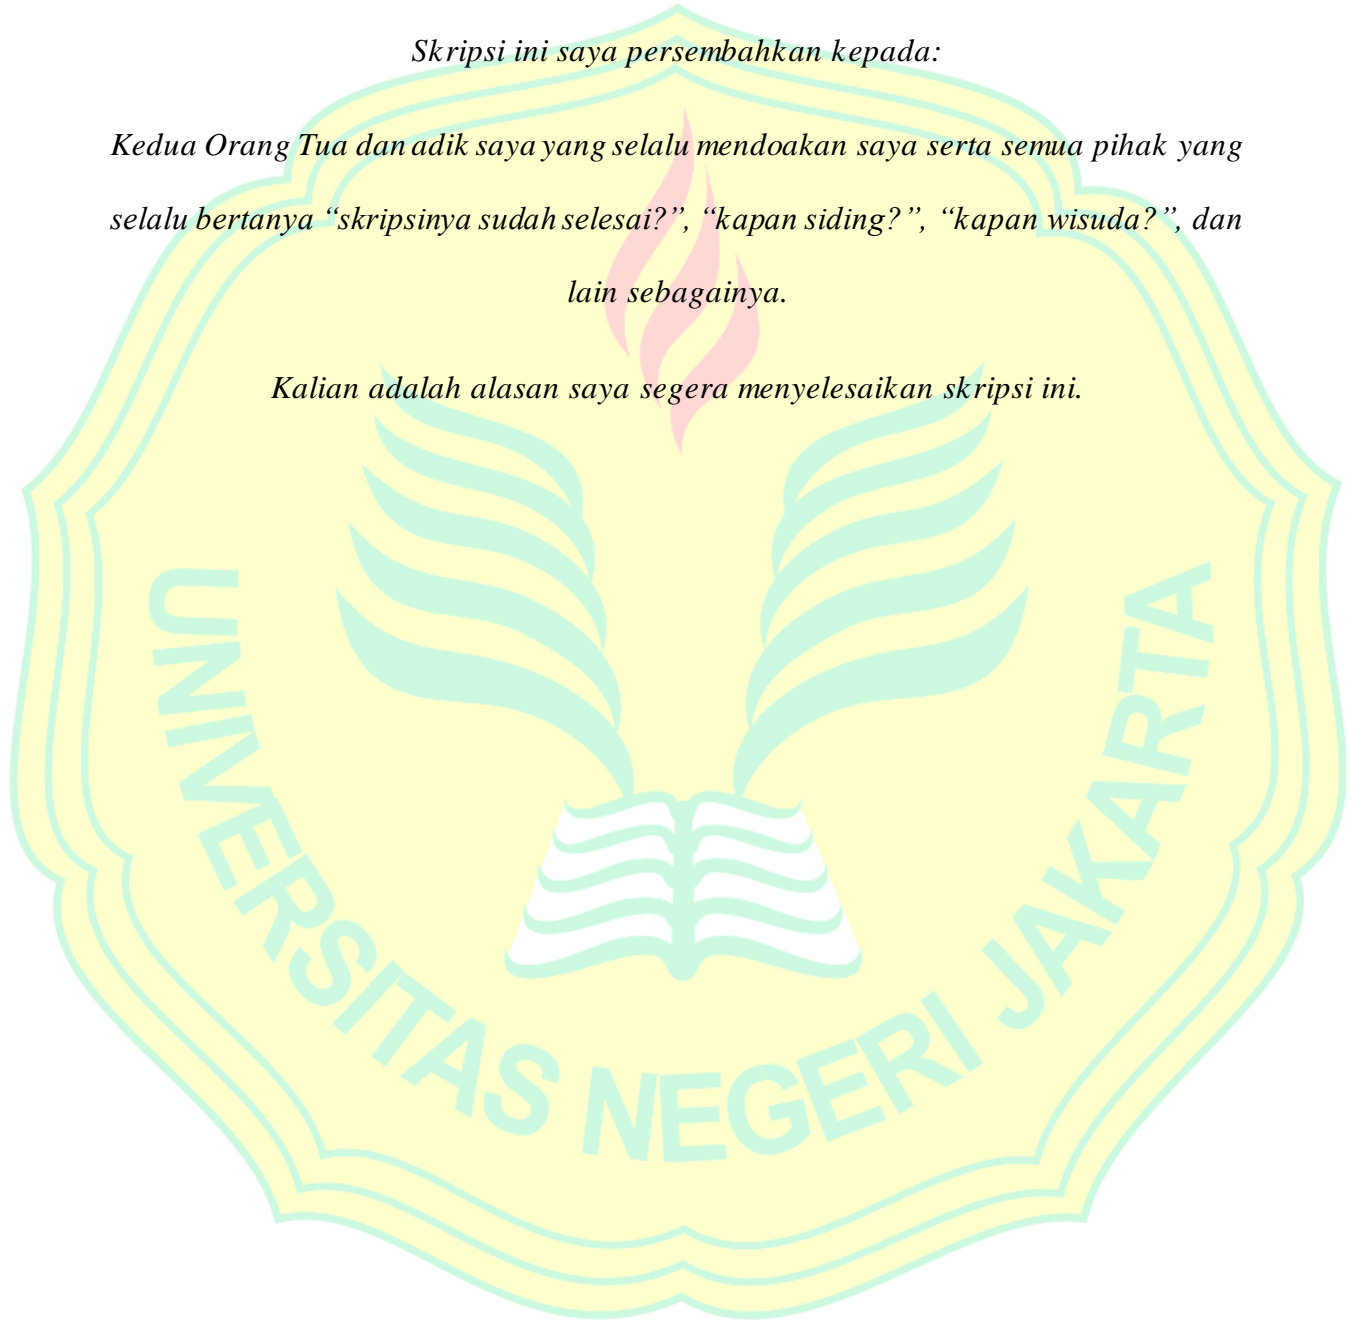 Skripsi ini saya persembahkan kepada:
Kedua Orang Tua dan adik saya yang selalu mendoakan saya serta semua pihak yang
selalu bertanya “skripsinya sudah selesai?”, “kapan siding?”, “kapan wisuda?”, dan
lain sebagainya.
Kalian adalah alasan saya segera menyelesaikan skripsi ini.
UNIVERSITAS NEGERI JAKARTA